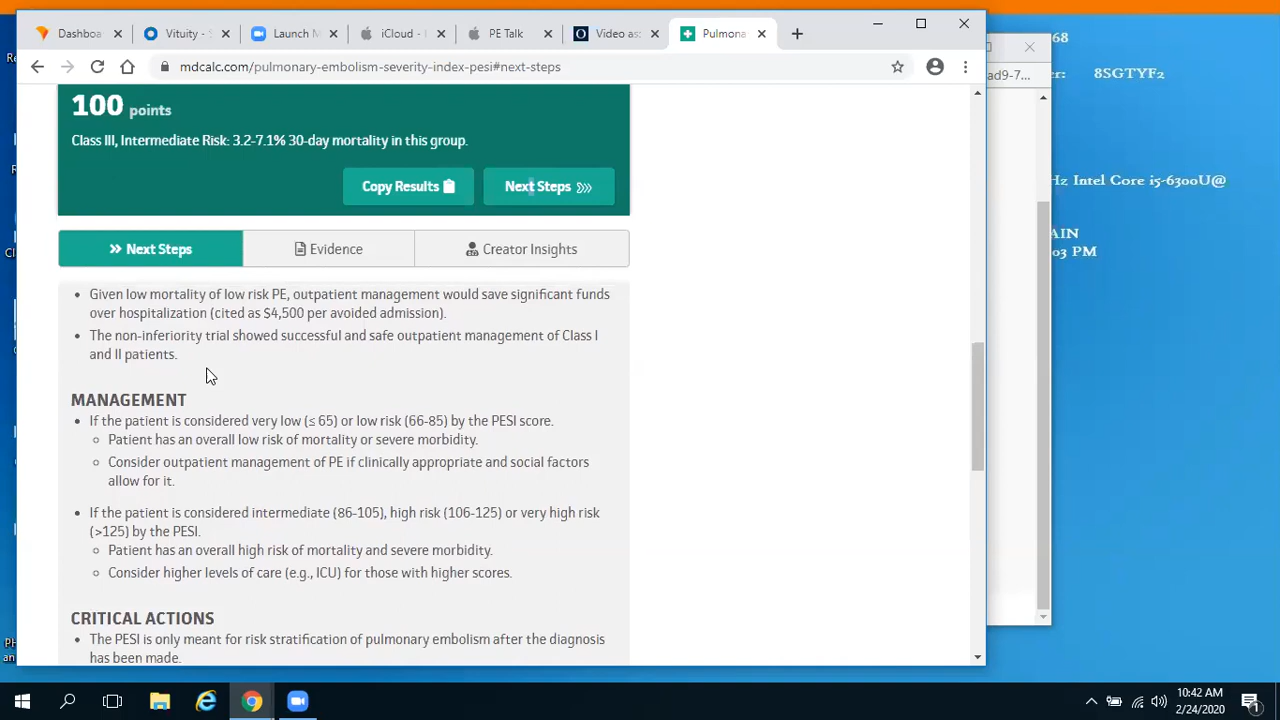 Dashboa
Vituity - S
Launch M
iCloud -
PE Talk
Video as
Pulmona
mdcalc.com/pulmonary-embolism-severity-index-pesi#next-steps
68
er: 8SGTYF2
ad9-7...
Hz Intel Core i5-6300U@
AIN
03 PM
100 points
Class III, Intermediate Risk: 3.2-7.1% 30-day mortality in this group.
Copy Results
Next Steps
Next Steps
Evidence
Creator Insights
Given low mortality of low risk PE, outpatient management would save significant funds
over hospitalization (cited as $4,500 per avoided admission).
The non-inferiority trial showed successful and safe outpatient management of Class I
and II patients.
MANAGEMENT
If the patient is considered very low (≤ 65) or low risk (66-85) by the PESI score.
Patient has an overall low risk of mortality or severe morbidity.
Consider outpatient management of PE if clinically appropriate and social factors
allow for it.
If the patient is considered intermediate (86-105), high risk (106-125) or very high risk
(>125) by the PESI.
Patient has an overall high risk of mortality and severe morbidity.
Consider higher levels of care (e.g., ICU) for those with higher scores.
CRITICAL ACTIONS
The PESI is only meant for risk stratification of pulmonary embolism after the diagnosis
has been made.
10:42 AM
2/24/2020